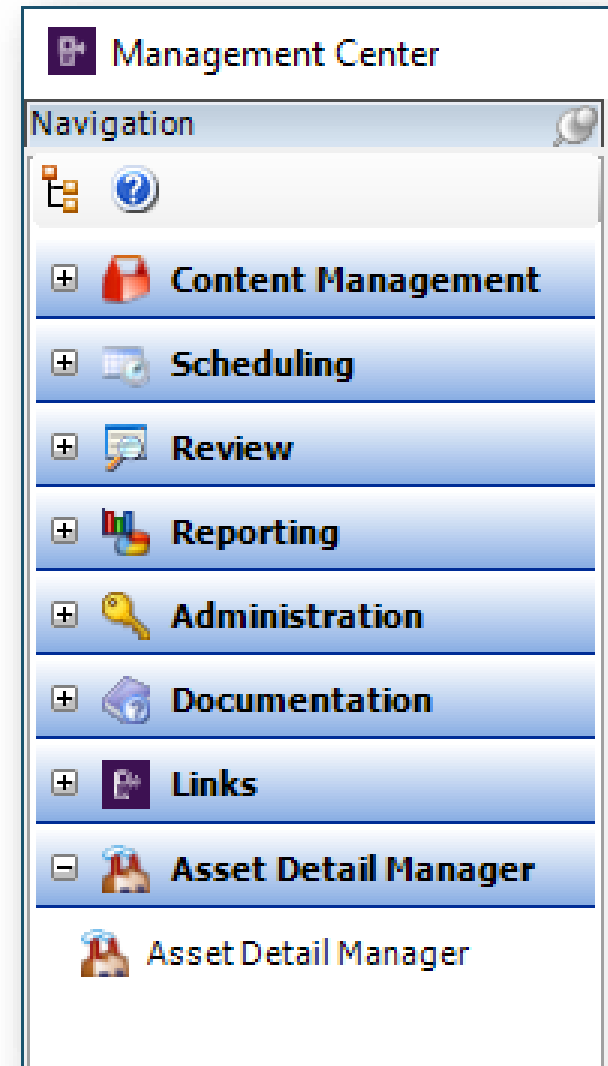 Management Center
Navigation
Content Management
Scheduling
Review
Reporting
Administration
Documentation
Links
Asset Detail Manager
Asset Detail Manager